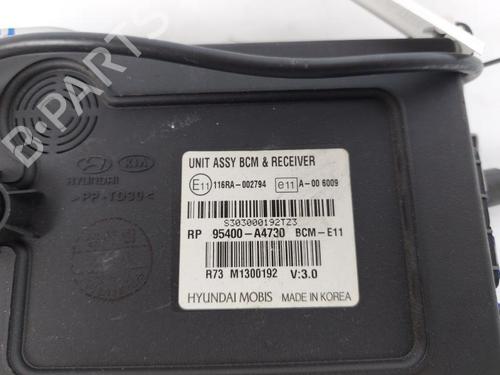 HYUNDAI KIA
>PP-TD30<
UNIT ASSY BCM & RECEIVER
E11 116RA-002794 e11 A-00 6009
S303000192TZ3
RP 95400-A4730 BCM-E11
R73 M1300192 V:3.0
HYUNDAI MOBIS MADE IN KOREA